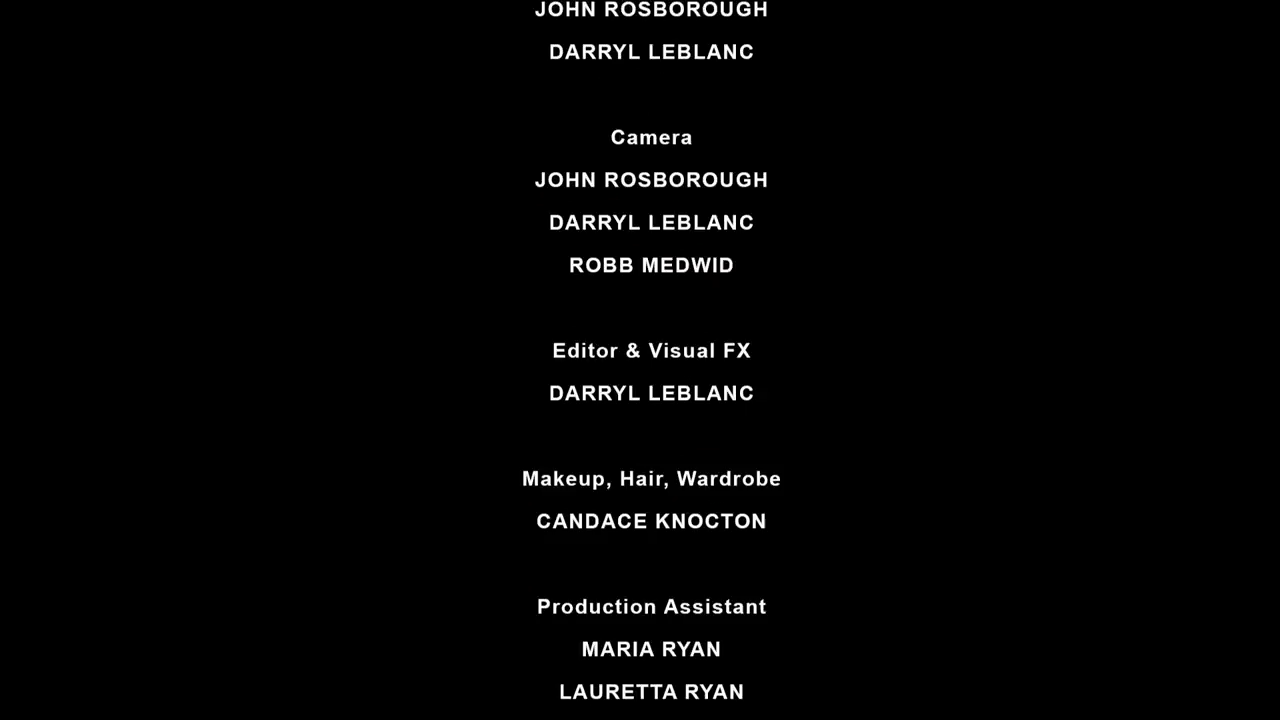 JOHN ROSBOROUGH
DARRYL LEBLANC
Camera
JOHN ROSBOROUGH
DARRYL LEBLANC
ROBB MEDWID
Editor & Visual FX
DARRYL LEBLANC
Makeup, Hair, Wardrobe
CANDACE KNOCTON
Production Assistant
MARIA RYAN
LAURETTA RYAN